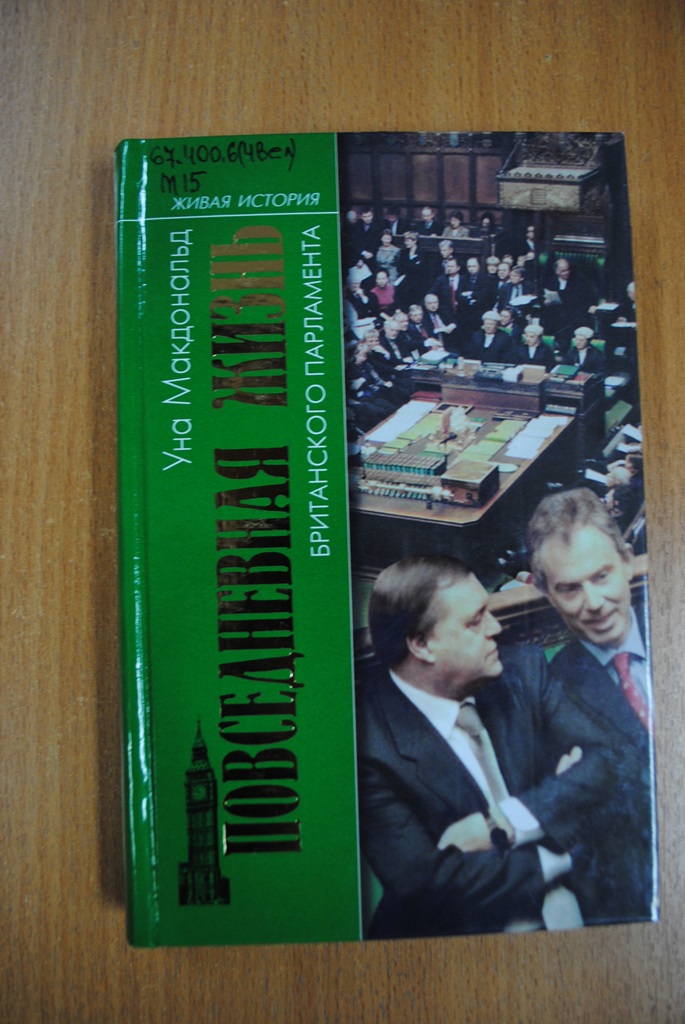 67.400.6(4Вел)
М15
ЖИВАЯ ИСТОРИЯ
Уна Макдональд
ПОВСЕДНЕВНАЯ ЖИЗНЬ
БРИТАНСКОГО ПАРЛАМЕНТА